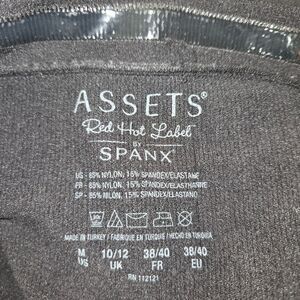 ASSETS®
Red Hot Label™
BY
SPANX®
US - 85% NYLON, 15% SPANDEX/ELASTANE
FR - 85% NYLON, 15% SPANDEX/ELASTHANNE
SP - 85% NILON, 15% SPANDEX/ELASTANO
MADE IN TURKEY / FABRIQUE EN TURQUIE / HECHO EN TURQUIA
M 10/12 38/40 38/40
US UK FR EU
RN 112121